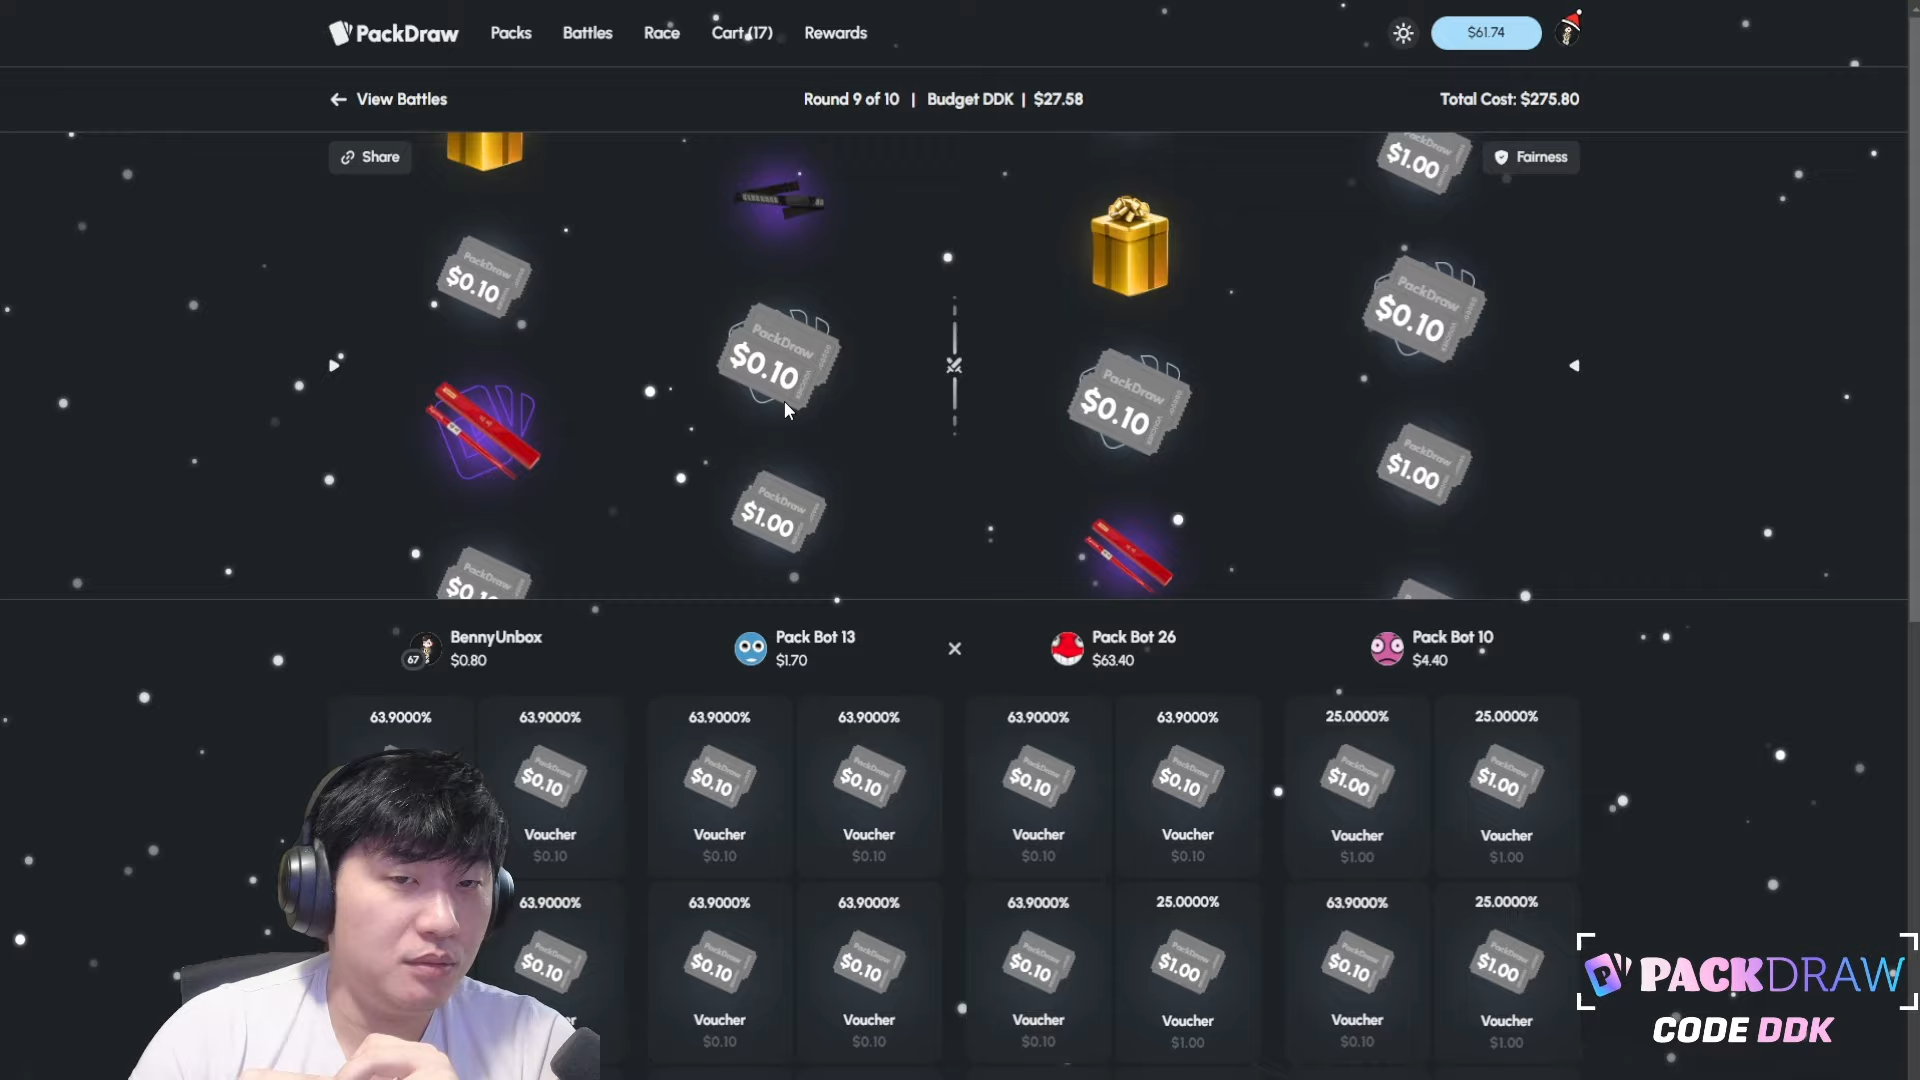 PackDraw
Packs
Battles
Race
Cart (17)
Rewards
$61.74
View Battles
Round 9 of 10 | Budget DDK | $27.58
Total Cost: $275.80
Share
Fairness
PackDraw
$1.00
PackDraw
$0.10
PackDraw
$0.10
PackDraw
$0.10
PackDraw
$0.10
PackDraw
$1.00
PackDraw
$1.00
BennyUnbox
67
$0.80
Pack Bot 13
$1.70
Pack Bot 26
$63.40
Pack Bot 10
$4.40
63.9000% 63.9000% 63.9000% 63.9000% 63.9000% 63.9000% 25.0000% 25.0000%
$0.10 $0.10 $0.10 $0.10 $0.10 $1.00 $1.00
Voucher Voucher Voucher Voucher Voucher Voucher Voucher
$0.10 $0.10 $0.10 $0.10 $0.10 $1.00 $1.00
63.9000% 63.9000% 63.9000% 63.9000% 25.0000% 63.9000% 25.0000%
$0.10 $0.10 $0.10 $0.10 $1.00 $0.10 $1.00
Voucher Voucher Voucher Voucher Voucher Voucher
$0.10 $0.10 $0.10 $1.00 $0.10 $1.00
PACKDRAW
CODE DDK